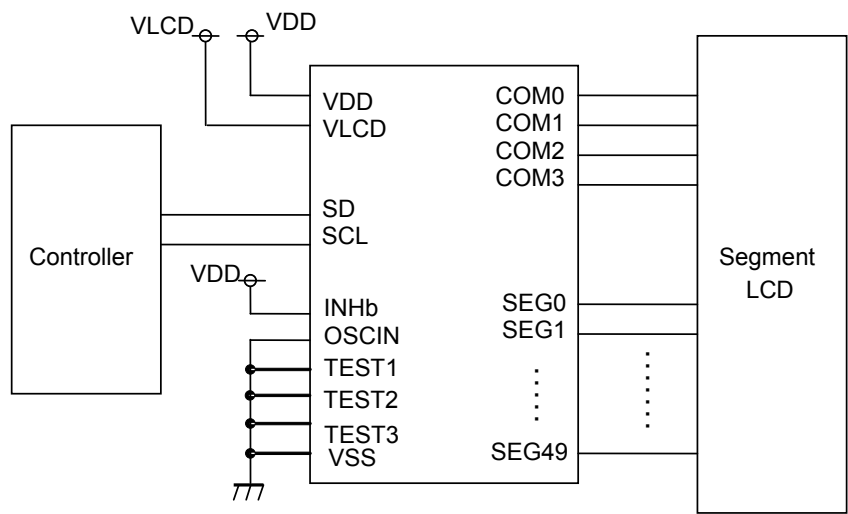 VLCD VDD
VDD
VLCD
COM0
COM1
COM2
COM3
SD
SCL
Controller
VDD
INHb
OSCIN
TEST1
TEST2
TEST3
VSS
SEG0
SEG1
SEG49
Segment
LCD